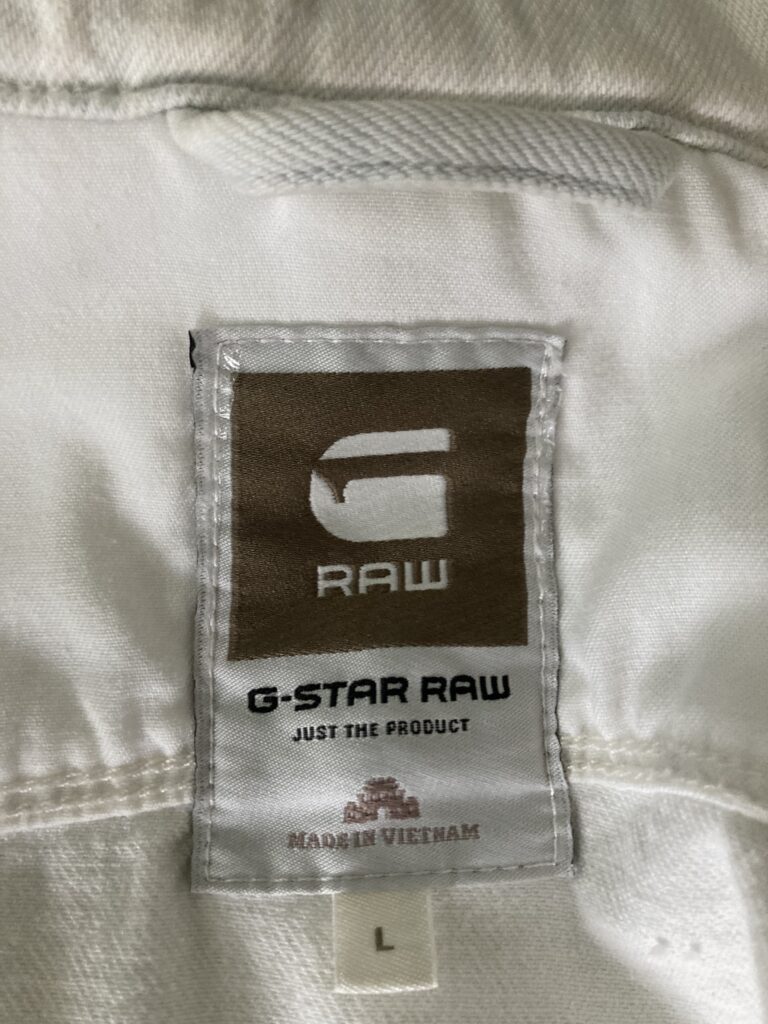 G
RAW
G-STAR RAW
JUST THE PRODUCT
MADE IN VIETNAM
L